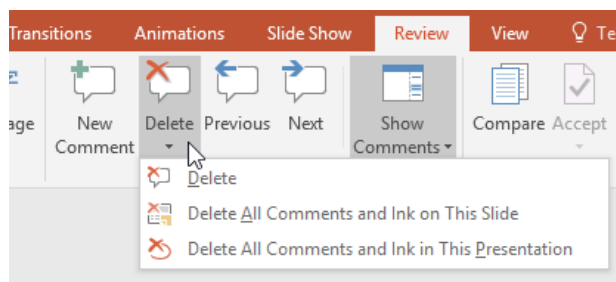 Transitions Animations Slide Show Review View Te
age New Comment Delete Previous Next Show Comments Compare Accept
Delete
Delete All Comments and Ink on This Slide
Delete All Comments and Ink in This Presentation